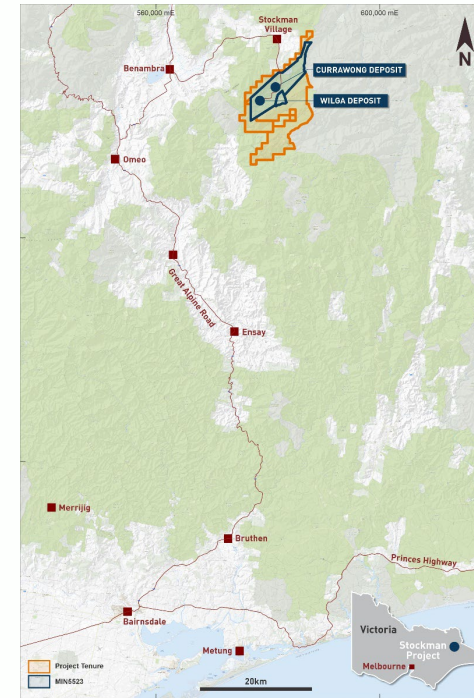 560,000 mE
600,000 mE
Stockman
Village
N
Benambra
CURRAWONG DEPOSIT
WILGA DEPOSIT
Omeo
Great Alpine Road
Ensay
Merrijig
Bruthen
Princes Highway
Bairnsdale
Metung
Victoria
Stockman
Project
Melbourne
Project Tenure
MIN5523
20km